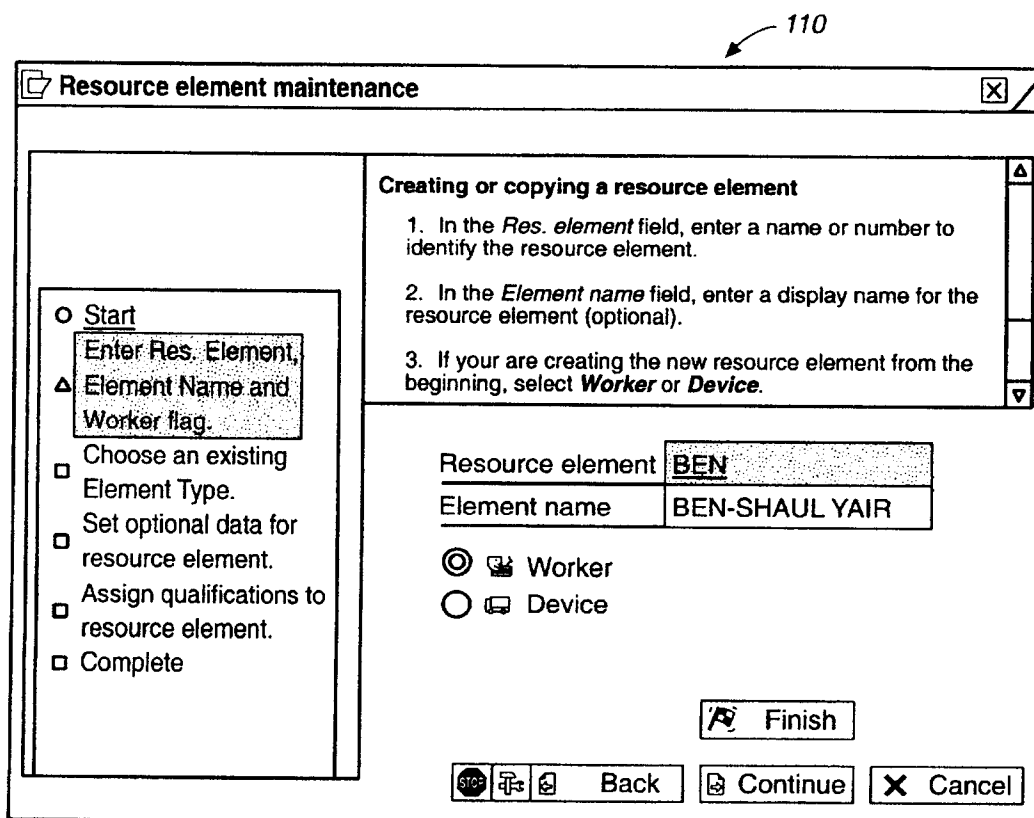 110
Resource element maintenance
Creating or copying a resource element
1. In the Res. element field, enter a name or number to
identify the resource element.
2. In the Element name field, enter a display name for the
resource element (optional).
3. If your are creating the new resource element from the
beginning, select Worker or Device.
Start
Enter Res. Element,
Element Name and
Worker flag.
Choose an existing
Element Type.
Set optional data for
resource element.
Assign qualifications to
resource element.
Complete
Resource element BEN
Element name BEN-SHAUL YAIR
Worker
Device
Finish
STOP Back Continue X Cancel